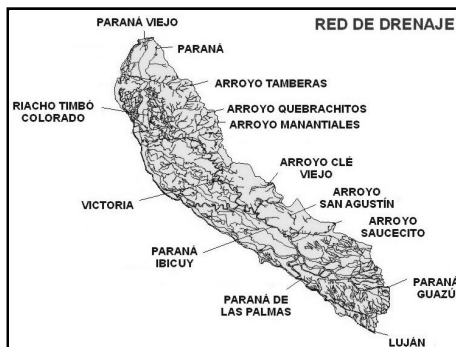 PARANÁ VIEJO
RED DE DRENAJE
PARANÁ
ARROYO TAMBERAS
RIACHO TIMBÓ
COLORADO
ARROYO QUEBRACHITOS
ARROYO MANANTIALES
ARROYO CLÉ
VIEJO
ARROYO
SAN AGUSTÍN
VICTORIA
ARROYO
SAUCECITO
PARANÁ
IBICUY
PARANÁ
GUAZÚ
PARANÁ DE
LAS PALMAS
LUJÁN